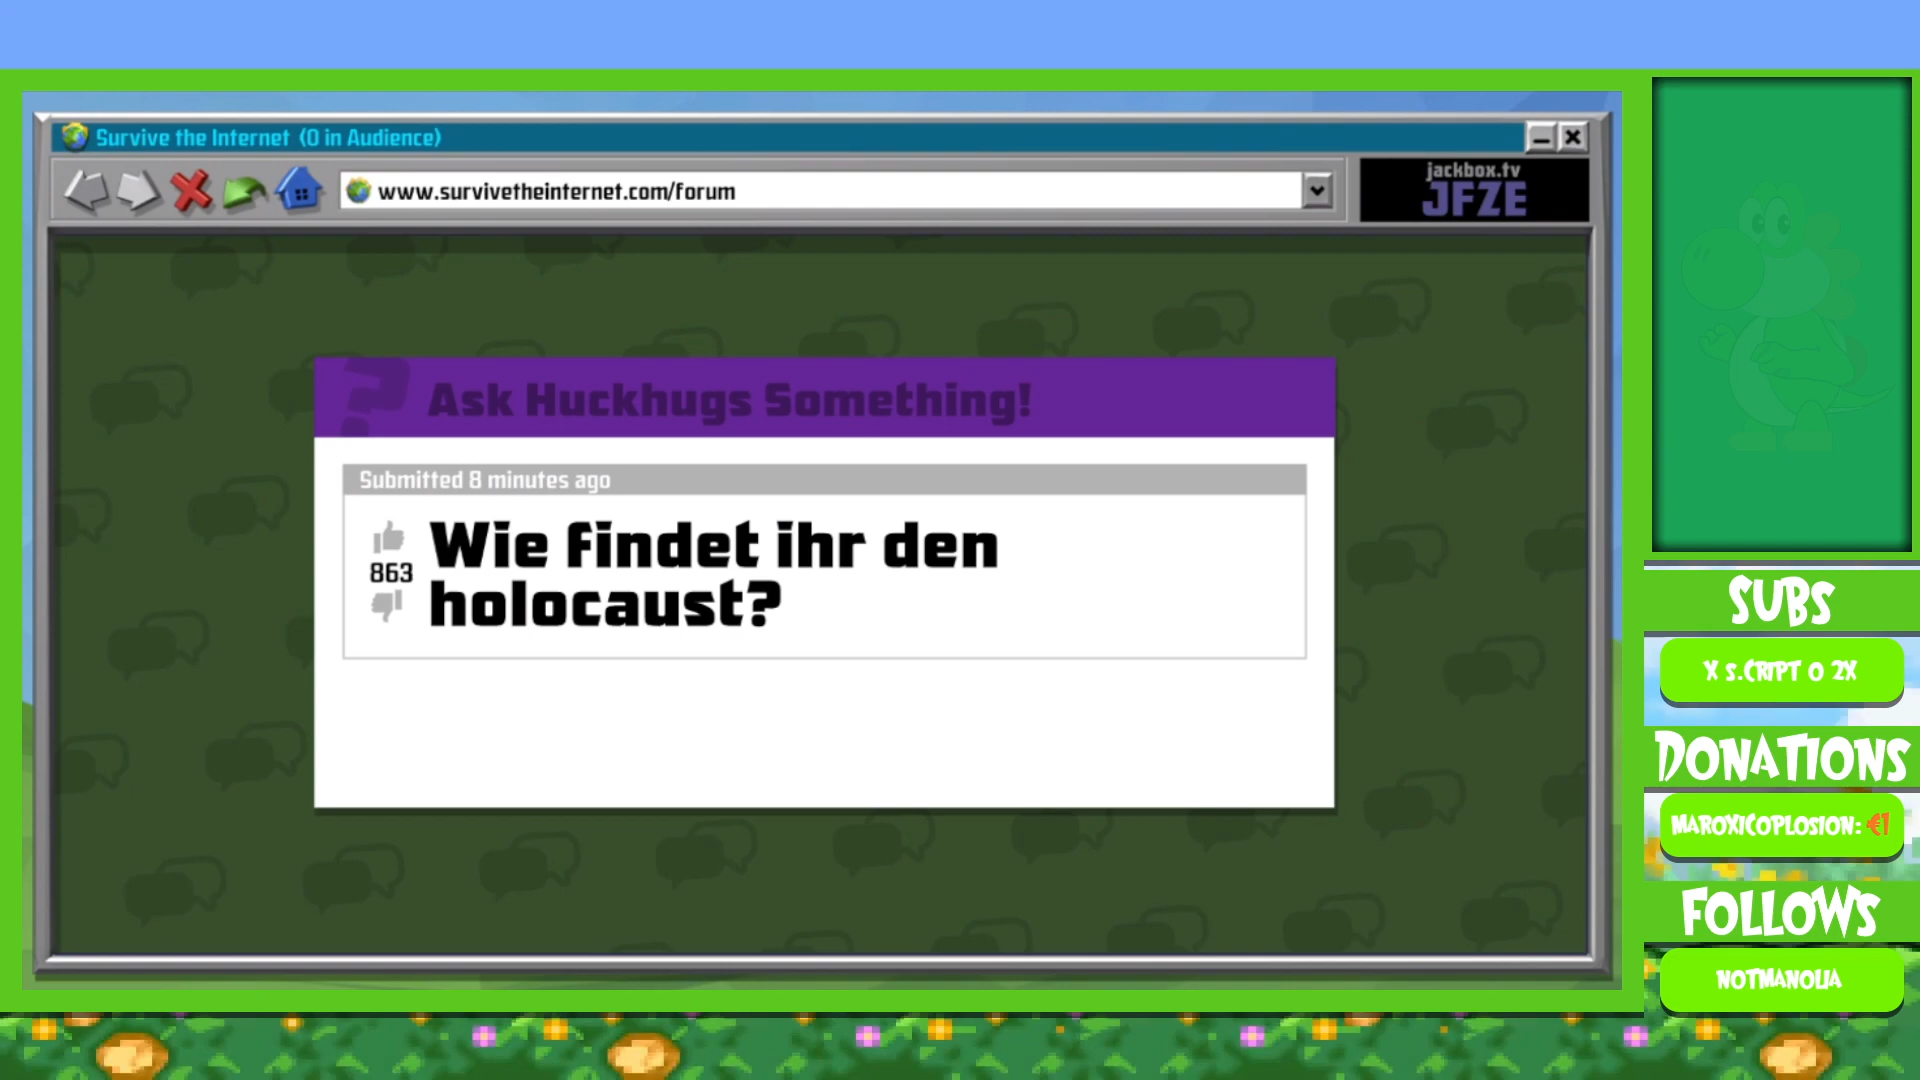 Survive the Internet (0 in Audience)
www.survivetheinternet.com/forum
jackbox.tv
JFZE
Ask Huckhugs Something!
Submitted 8 minutes ago
863
Wie findet ihr den
holocaust?
SUBS
X S.CRIPT O 2X
DONATIONS
MAROXICOPLOSION: €1
FOLLOWS
NOTMANOLIA